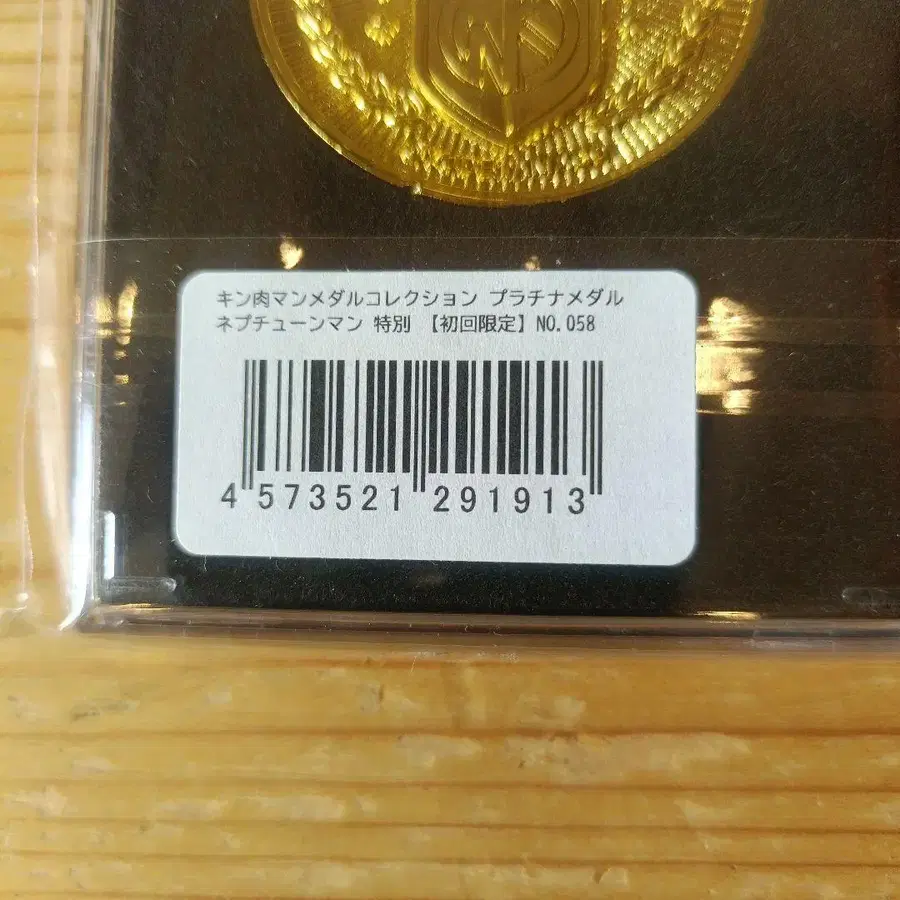 キン肉マンメダルコレクション プラチナメダル
ネプチューンマン 特別 【初回限定】NO.058
4 573521 291913